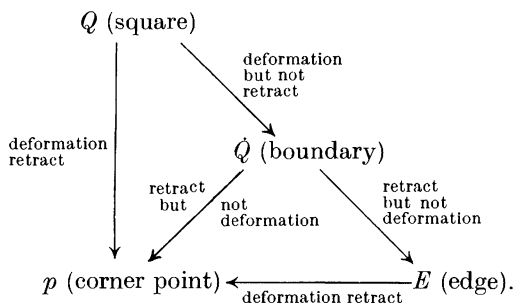 Q (square)
deformation
but not
retract
deformation
retract
Q̇ (boundary)
retract
but
not
deformation
retract
but not
deformation
p (corner point)
E (edge).
deformation retract